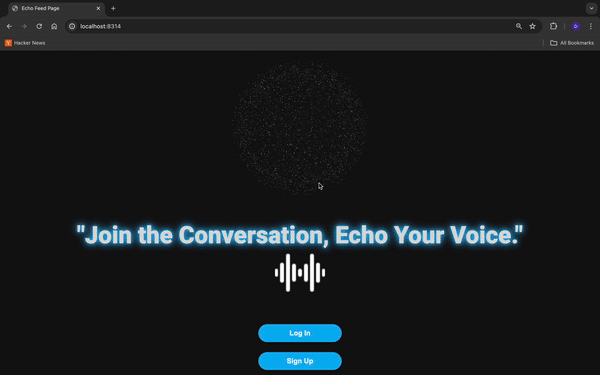 Echo Feed Page
localhost:8314
Hacker News
All Bookmarks
"Join the Conversation, Echo Your Voice."
Log In
Sign Up